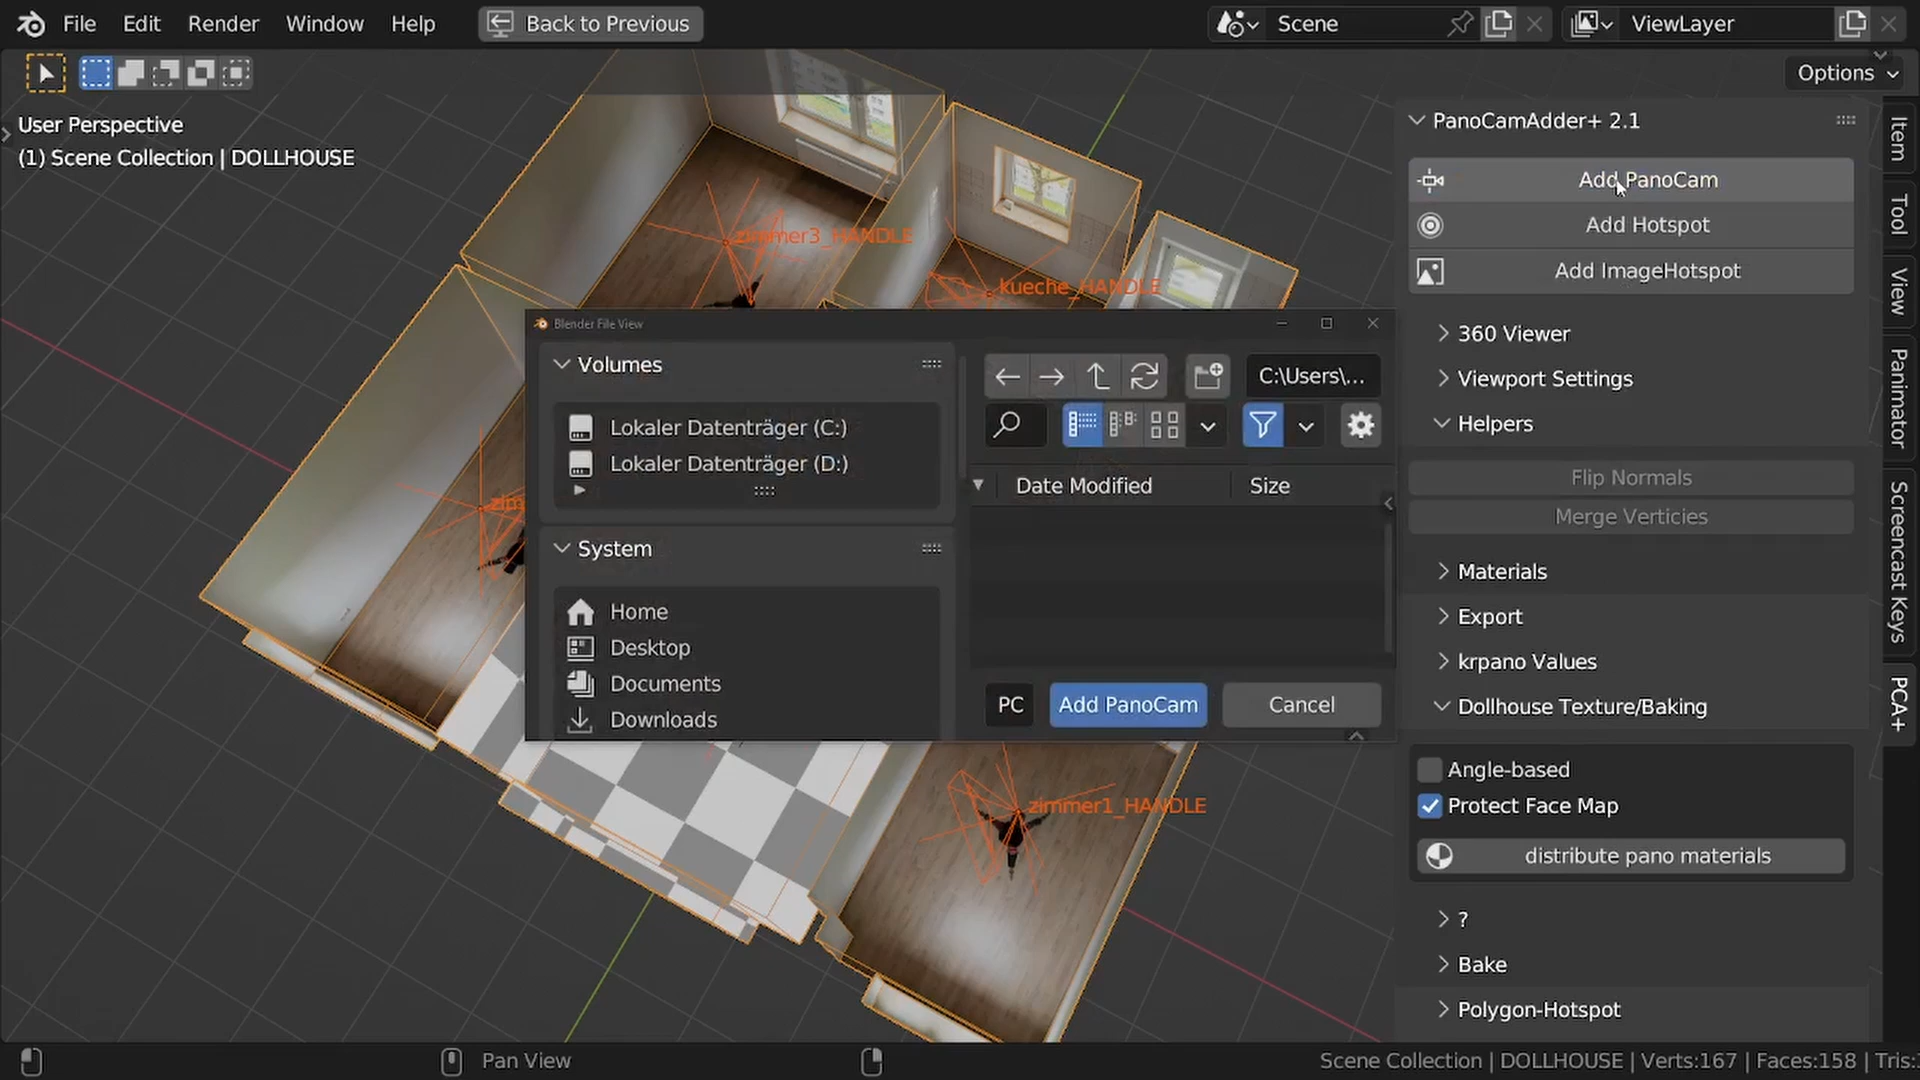 File Edit Render Window Help Back to Previous Scene ViewLayer
Options
User Perspective
(1) Scene Collection | DOLLHOUSE
zimmer3_HANDLE
kueche_HANDLE
zim
zimmer1_HANDLE
Blender File View
Volumes
Lokaler Datenträger (C:)
Lokaler Datenträger (D:)
System
Home
Desktop
Documents
Downloads
C:\Users\...
Date Modified Size
PC Add PanoCam Cancel
PanoCamAdder+ 2.1
Add PanoCam
Add Hotspot
Add ImageHotspot
360 Viewer
Viewport Settings
Helpers
Flip Normals
Merge Verticies
Materials
Export
krpano Values
Dollhouse Texture/Baking
Angle-based
Protect Face Map
distribute pano materials
?
Bake
Polygon-Hotspot
Item
Tool
View
Panimator
Screencast Keys
PCA+
Pan View
Scene Collection | DOLLHOUSE | Verts:167 | Faces:158 | Tris: